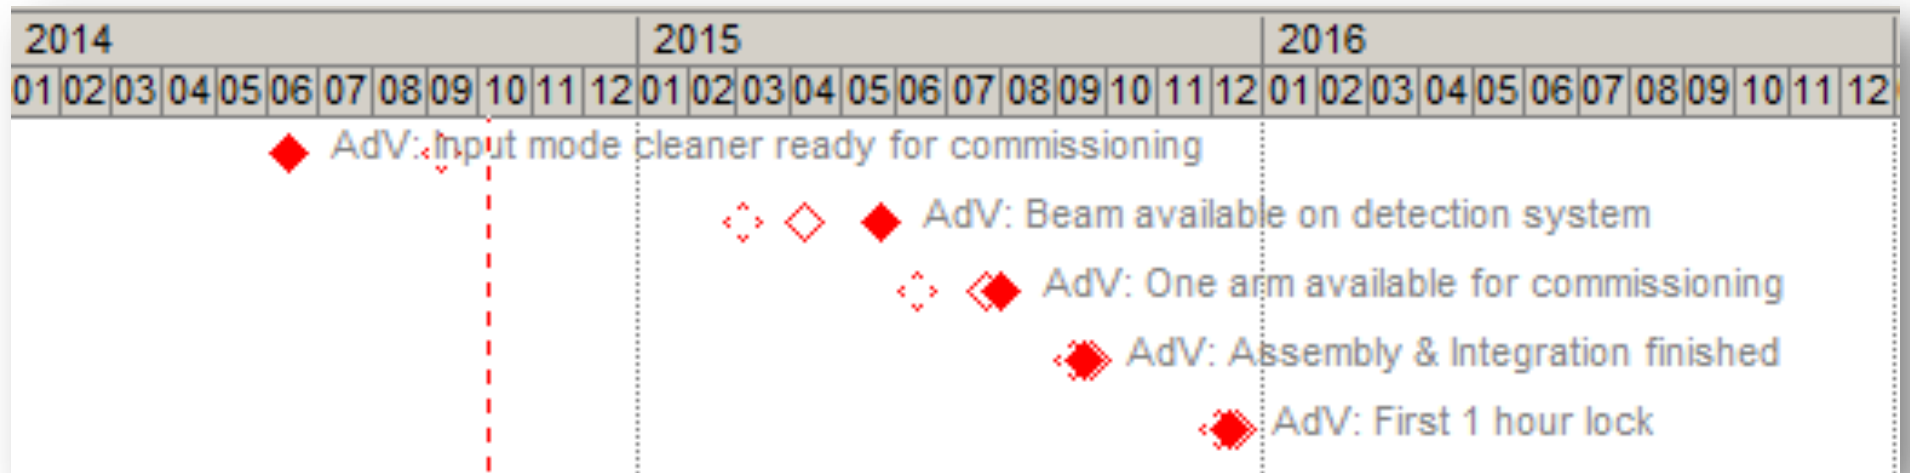 2014 2015 2016
01 02 03 04 05 06 07 08 09 10 11 12 01 02 03 04 05 06 07 08 09 10 11 12 01 02 03 04 05 06 07 08 09 10 11 12
AdV: Input mode cleaner ready for commissioning
AdV: Beam available on detection system
AdV: One arm available for commissioning
AdV: Assembly & Integration finished
AdV: First 1 hour lock